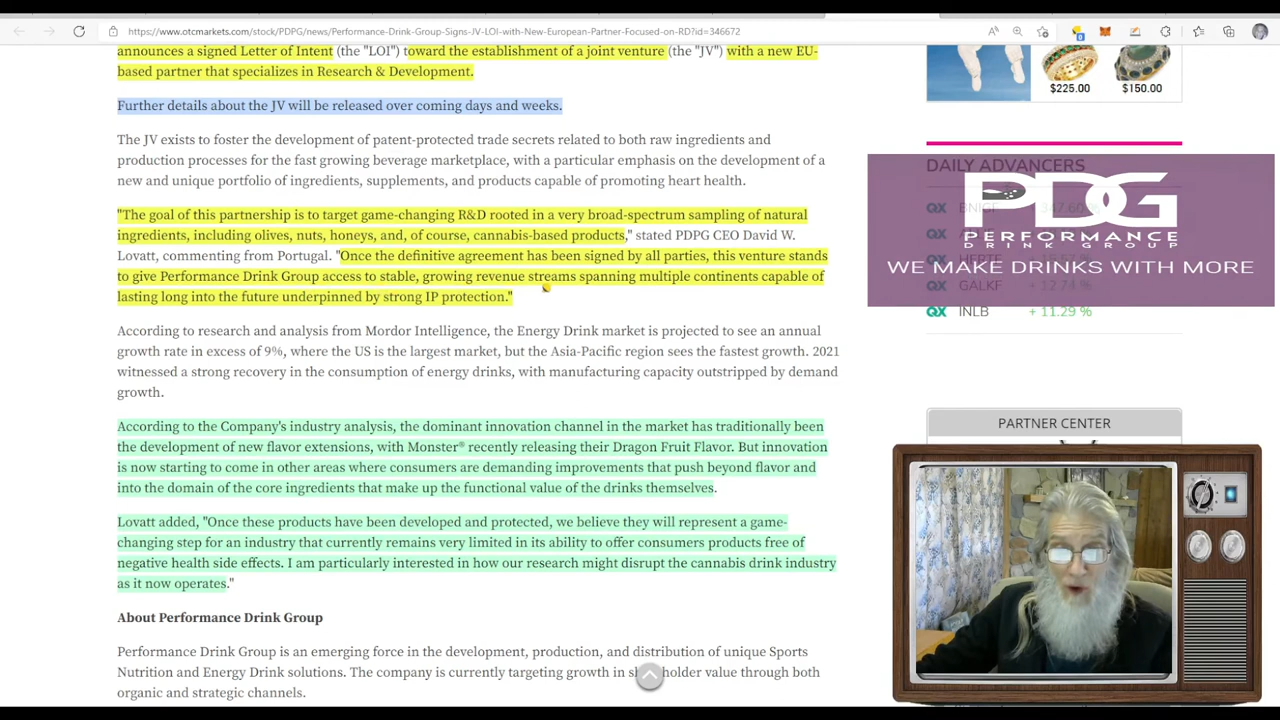 https://www.otcmarkets.com/stock/PDPG/news/Performance-Drink-Group-Signs-JV-LOI-with-New-European-Partner-Focused-on-RD?id=346672
announces a signed Letter of Intent (the "LOI") toward the establishment of a joint venture (the "JV") with a new EU-
based partner that specializes in Research & Development.
Further details about the JV will be released over coming days and weeks.
The JV exists to foster the development of patent-protected trade secrets related to both raw ingredients and
production processes for the fast growing beverage marketplace, with a particular emphasis on the development of a
new and unique portfolio of ingredients, supplements, and products capable of promoting heart health.
"The goal of this partnership is to target game-changing R&D rooted in a very broad-spectrum sampling of natural
ingredients, including olives, nuts, honeys, and, of course, cannabis-based products," stated PDPG CEO David W.
Lovatt, commenting from Portugal. "Once the definitive agreement has been signed by all parties, this venture stands
to give Performance Drink Group access to stable, growing revenue streams spanning multiple continents capable of
lasting long into the future underpinned by strong IP protection."
According to research and analysis from Mordor Intelligence, the Energy Drink market is projected to see an annual
growth rate in excess of 9%, where the US is the largest market, but the Asia-Pacific region sees the fastest growth. 2021
witnessed a strong recovery in the consumption of energy drinks, with manufacturing capacity outstripped by demand
growth.
According to the Company's industry analysis, the dominant innovation channel in the market has traditionally been
the development of new flavor extensions, with Monster® recently releasing their Dragon Fruit Flavor. But innovation
is now starting to come in other areas where consumers are demanding improvements that push beyond flavor and
into the domain of the core ingredients that make up the functional value of the drinks themselves.
Lovatt added, "Once these products have been developed and protected, we believe they will represent a game-
changing step for an industry that currently remains very limited in its ability to offer consumers products free of
negative health side effects. I am particularly interested in how our research might disrupt the cannabis drink industry
as it now operates."
About Performance Drink Group
Performance Drink Group is an emerging force in the development, production, and distribution of unique Sports
Nutrition and Energy Drink solutions. The company is currently targeting growth in holder value through both
organic and strategic channels.
$225.00 $150.00
DAILY ADVANCERS
PDG
PERFORMANCE
DRINK GROUP
WE MAKE DRINKS WITH MORE
GALKF + 12.74 %
INLB + 11.29 %
PARTNER CENTER